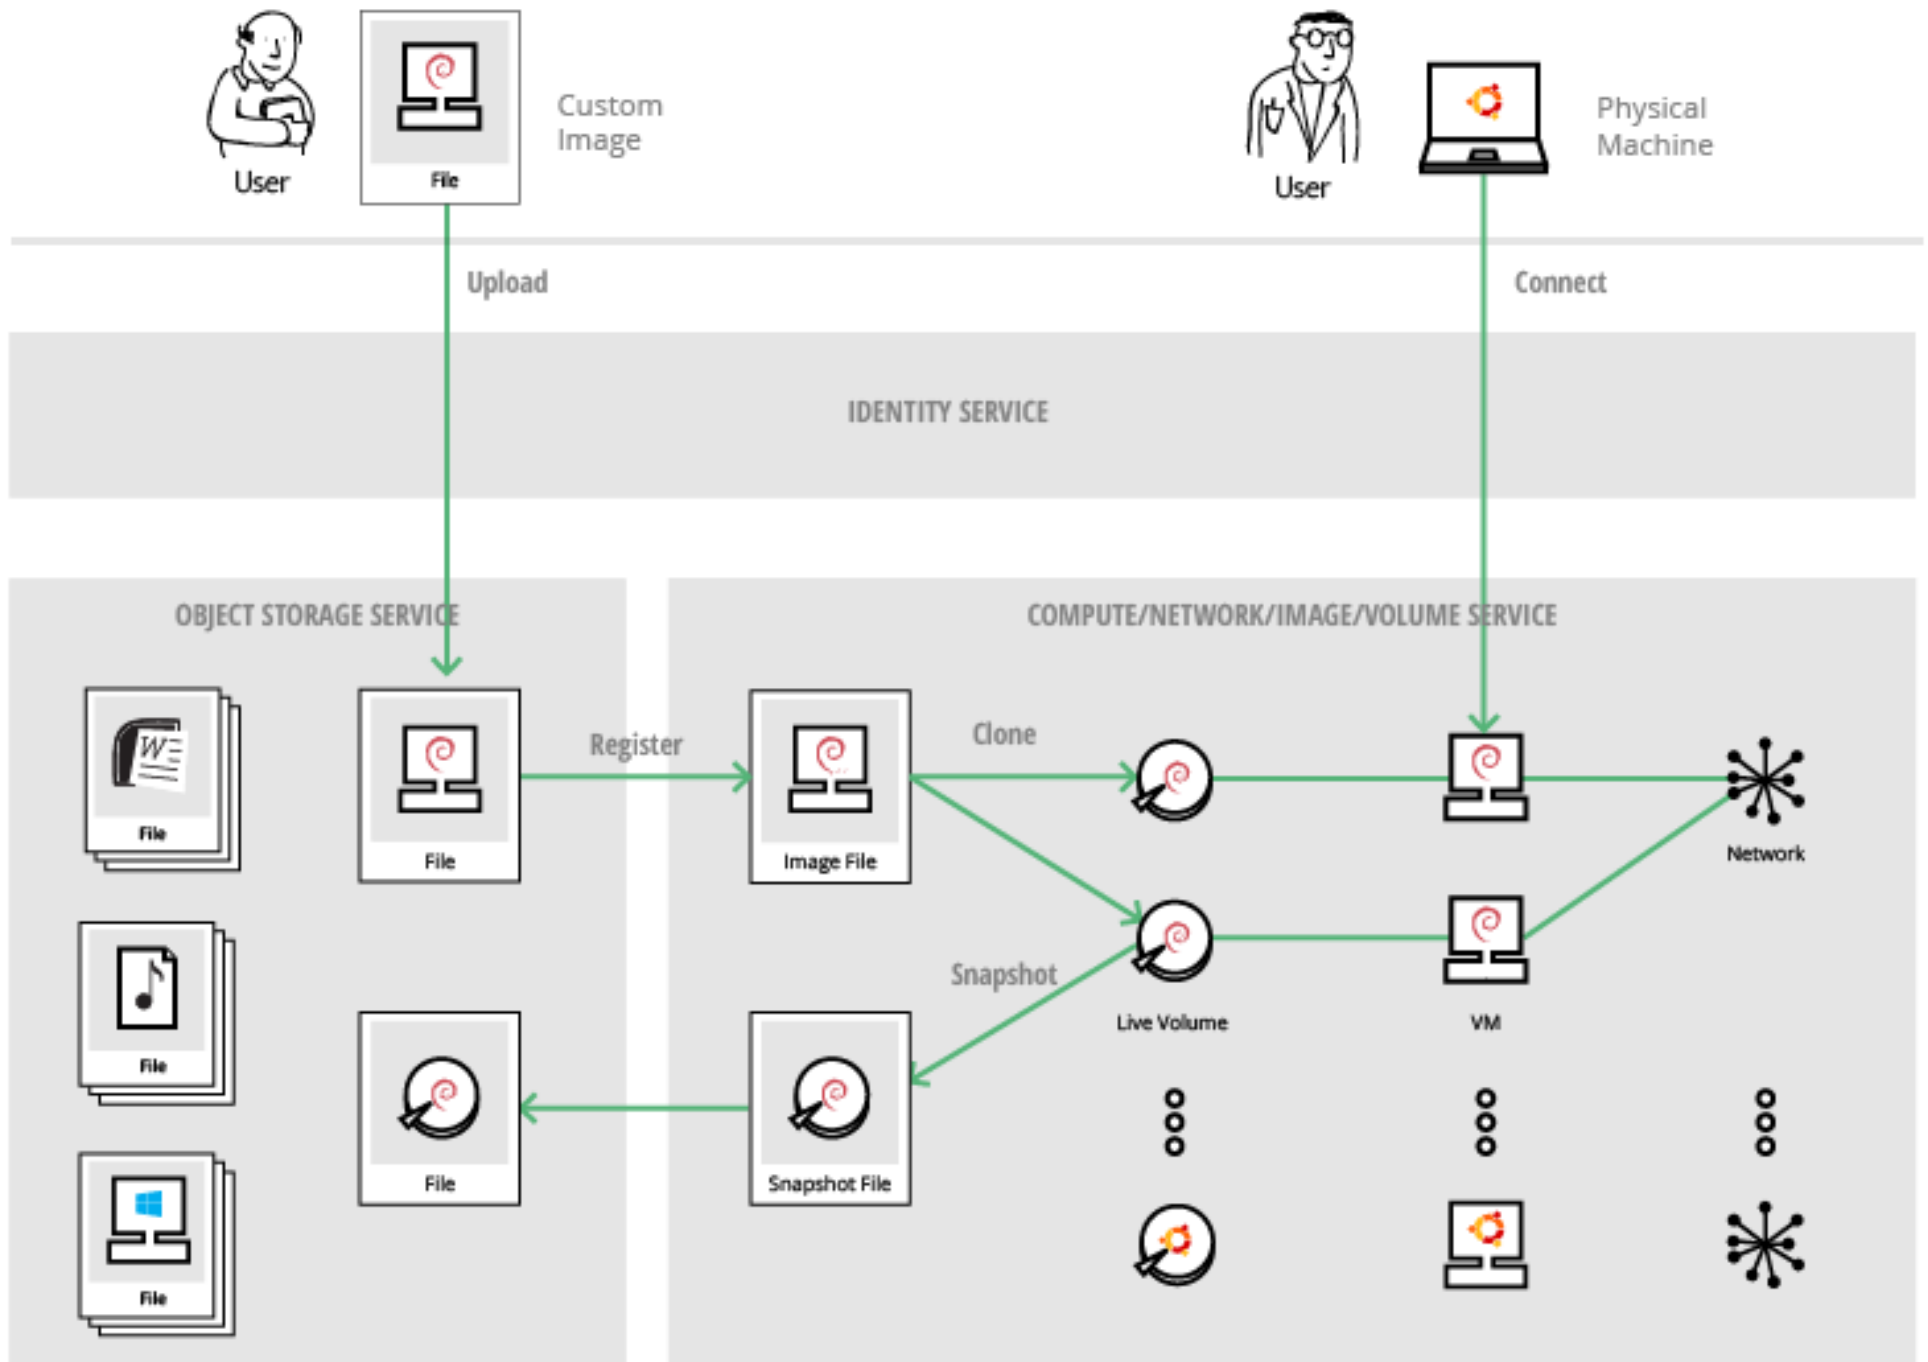 Custom
Image
File
User
Physical
Machine
User
Upload
Connect
IDENTITY SERVICE
OBJECT STORAGE SERVICE
COMPUTE/NETWORK/IMAGE/VOLUME SERVICE
W
File
File
Register
Image File
Clone
Network
File
Snapshot
Live Volume
VM
File
Snapshot File
File